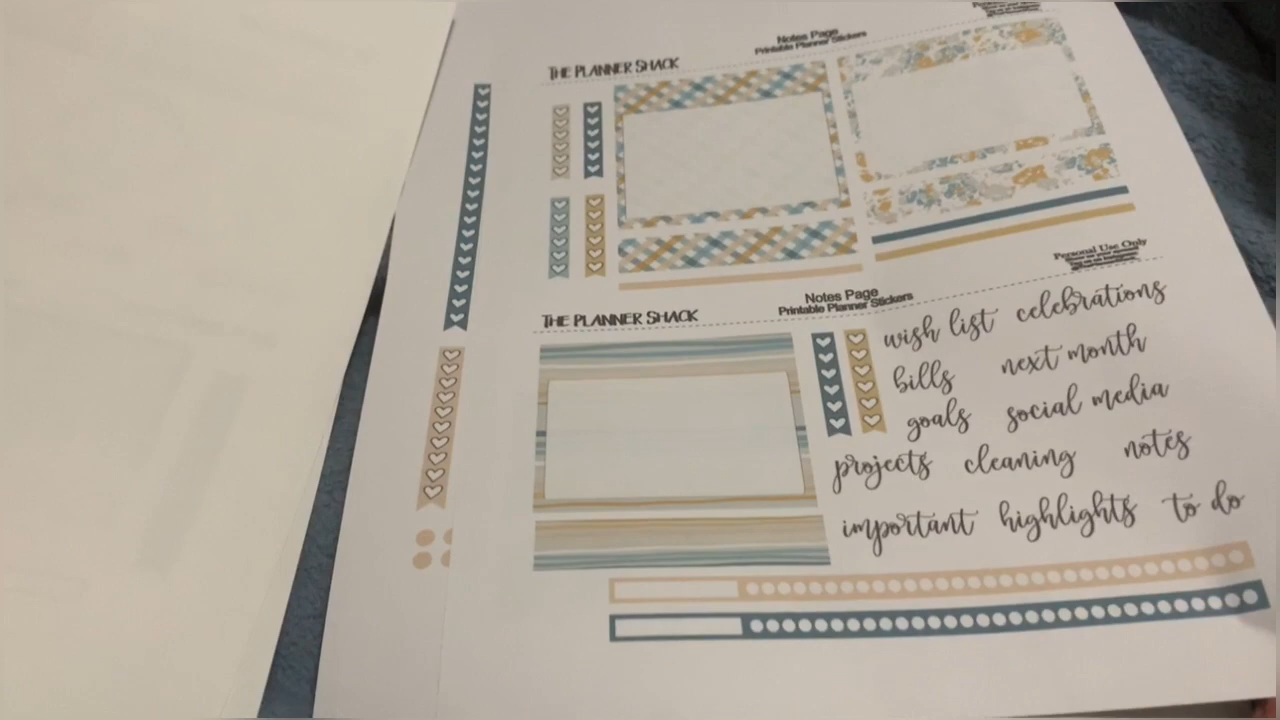 Notes Page
Printable Planner Stickers
THE PLANNER SHACK
Personal Use Only
Notes Page
Printable Planner Stickers
THE PLANNER SHACK
wish list celebrations
bills next month
goals social media
projects cleaning notes
important highlights to do